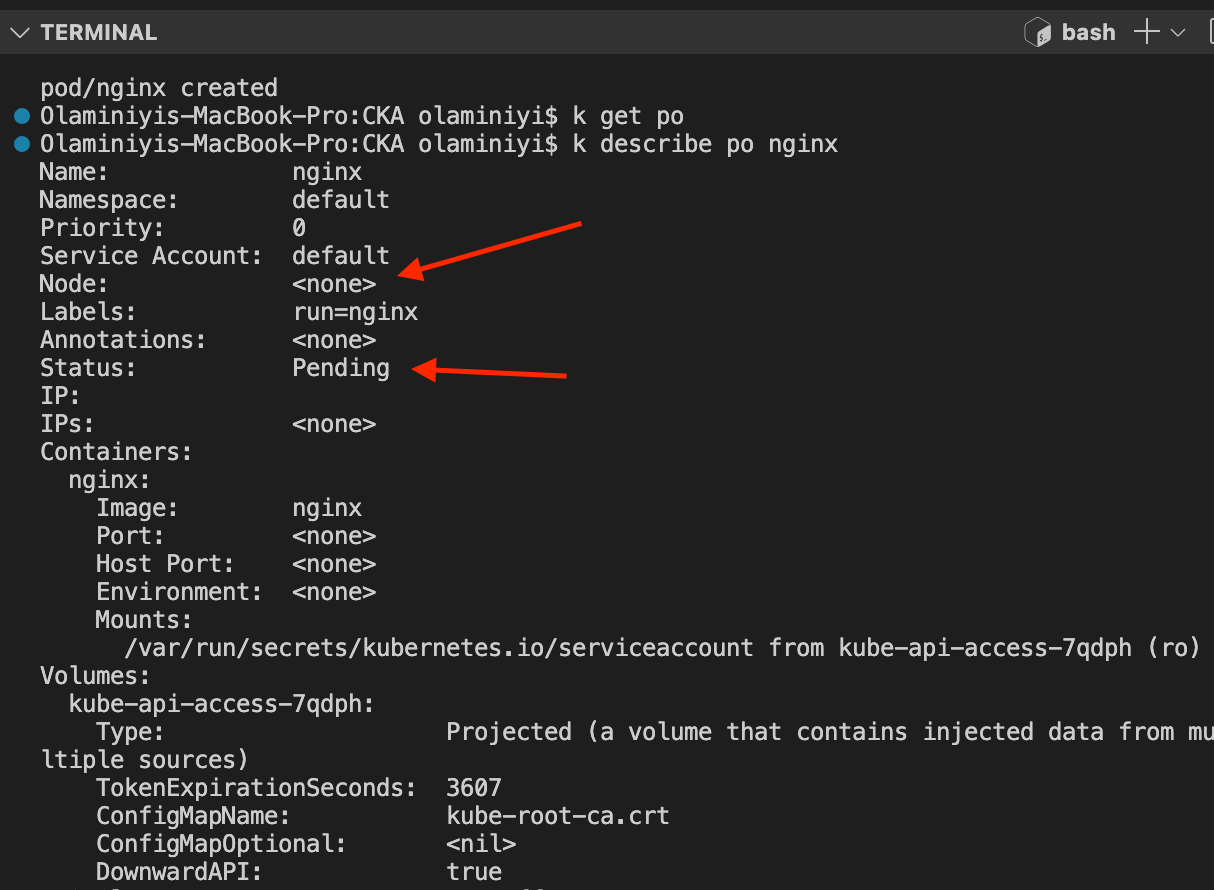 TERMINAL
bash
pod/nginx created
Olaminiyis-MacBook-Pro:CKA olaminiyi$ k get po
Olaminiyis-MacBook-Pro:CKA olaminiyi$ k describe po nginx
Name:             nginx
Namespace:        default
Priority:         0
Service Account:  default
Node:             <none>
Labels:           run=nginx
Annotations:      <none>
Status:           Pending
IP:
IPs:              <none>
Containers:
  nginx:
    Image:        nginx
    Port:         <none>
    Host Port:    <none>
    Environment:  <none>
    Mounts:
      /var/run/secrets/kubernetes.io/serviceaccount from kube-api-access-7qdph (ro)
Volumes:
  kube-api-access-7qdph:
    Type:                    Projected (a volume that contains injected data from mu
ltiple sources)
    TokenExpirationSeconds:  3607
    ConfigMapName:           kube-root-ca.crt
    ConfigMapOptional:       <nil>
    DownwardAPI:             true